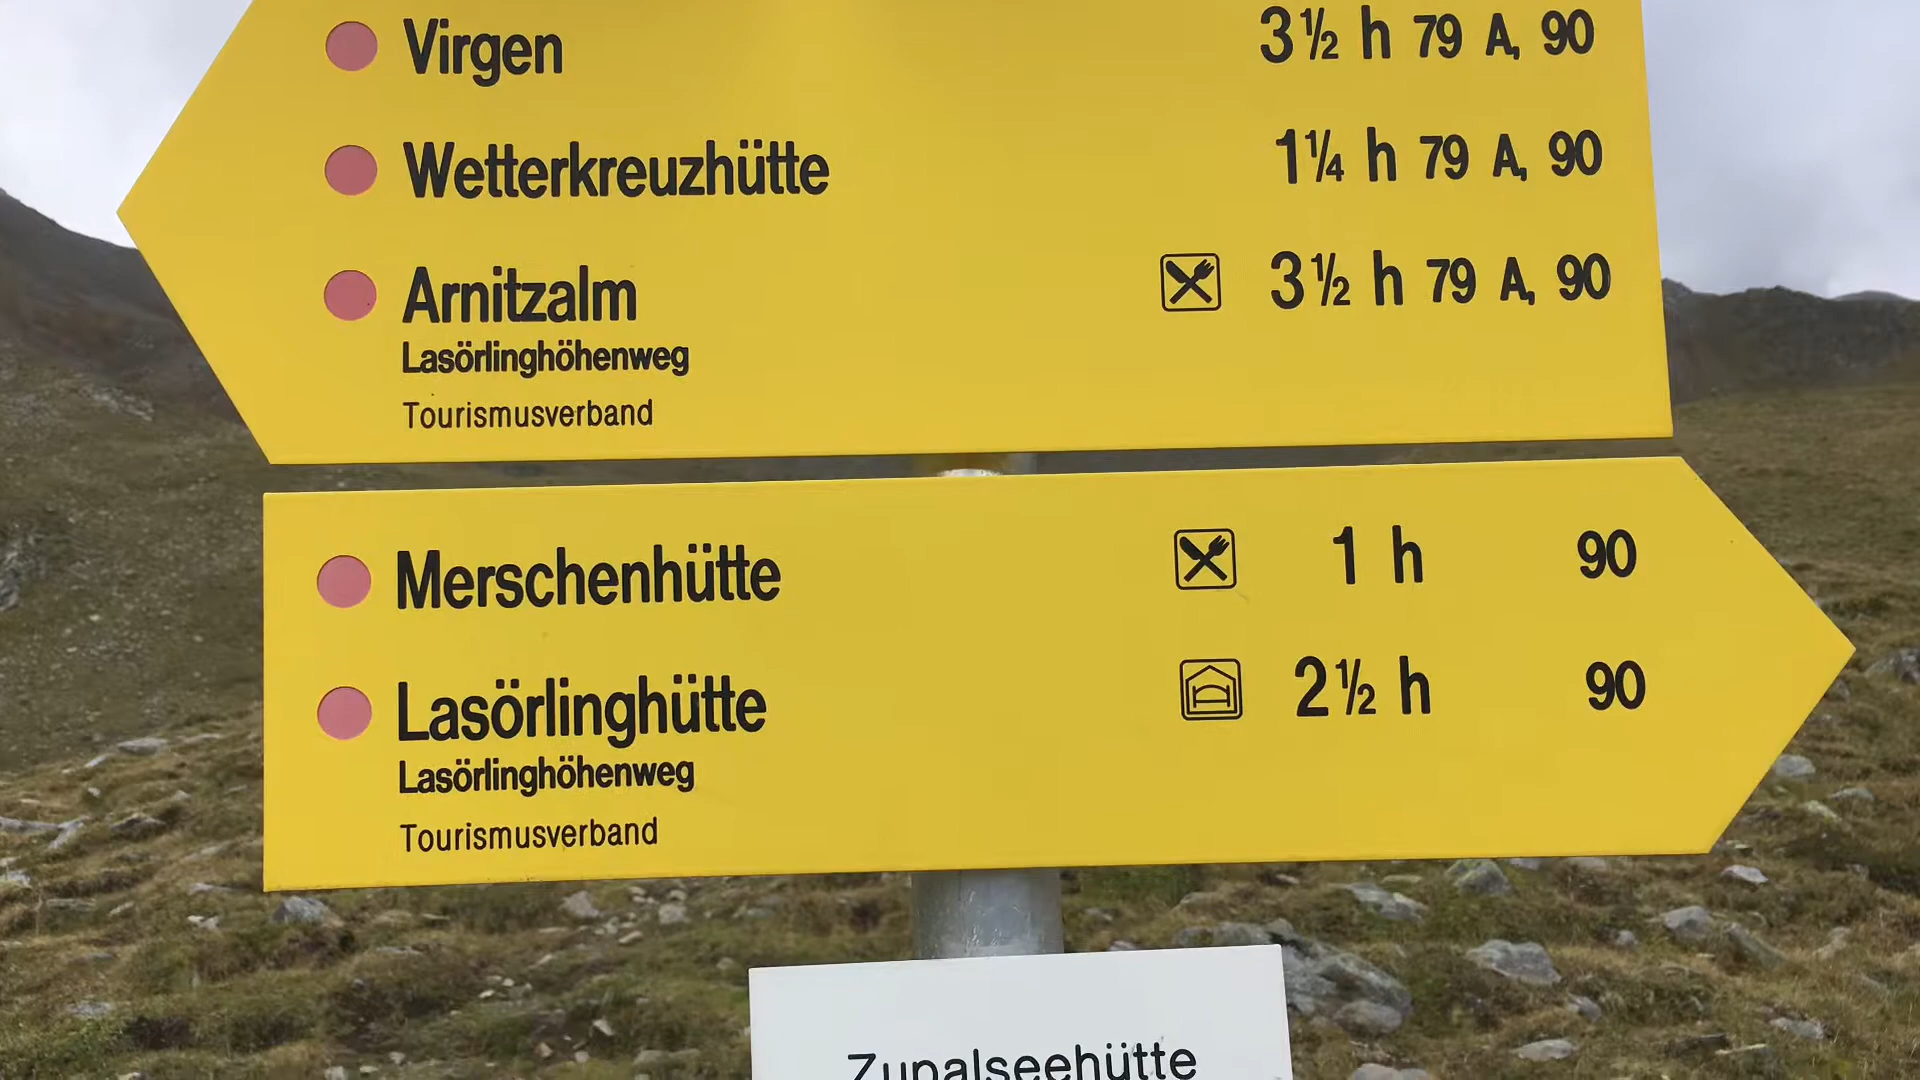 Virgen 3½ h 79 A, 90
Wetterkreuzhütte 1¼ h 79 A, 90
Arnitzalm 3½ h 79 A, 90
Lasörlinghöhenweg
Tourismusverband
Merschenhütte 1 h 90
Lasörlinghütte 2½ h 90
Lasörlinghöhenweg
Tourismusverband
Zupalseehütte